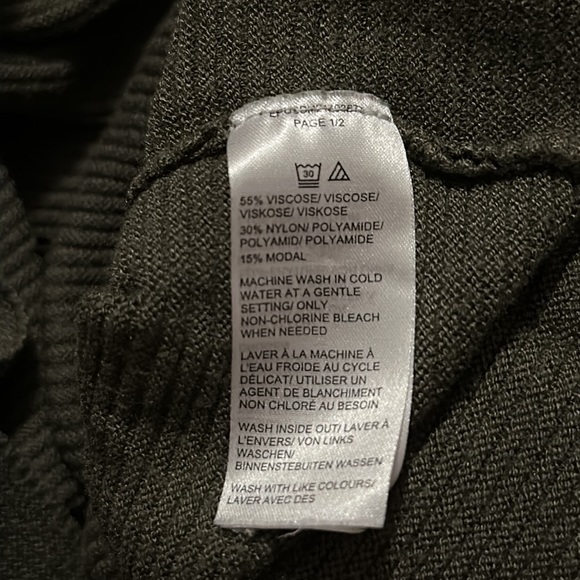 PAGE 1/2
30
55% VISCOSE/ VISCOSE/
VISKOSE/ VISKOSE
30% NYLON/ POLYAMIDE/
POLYAMID/ POLYAMIDE
15% MODAL
MACHINE WASH IN COLD
WATER AT A GENTLE
SETTING/ ONLY
NON-CHLORINE BLEACH
WHEN NEEDED
LAVER À LA MACHINE À
L'EAU FROIDE AU CYCLE
DÉLICAT/ UTILISER UN
AGENT DE BLANCHIMENT
NON CHLORÉ AU BESOIN
WASH INSIDE OUT/ LAVER À
L'ENVERS/ VON LINKS
WASCHEN/
BINNENSTEBUITEN WASSEN
WASH WITH LIKE COLOURS/
LAVER AVEC DES